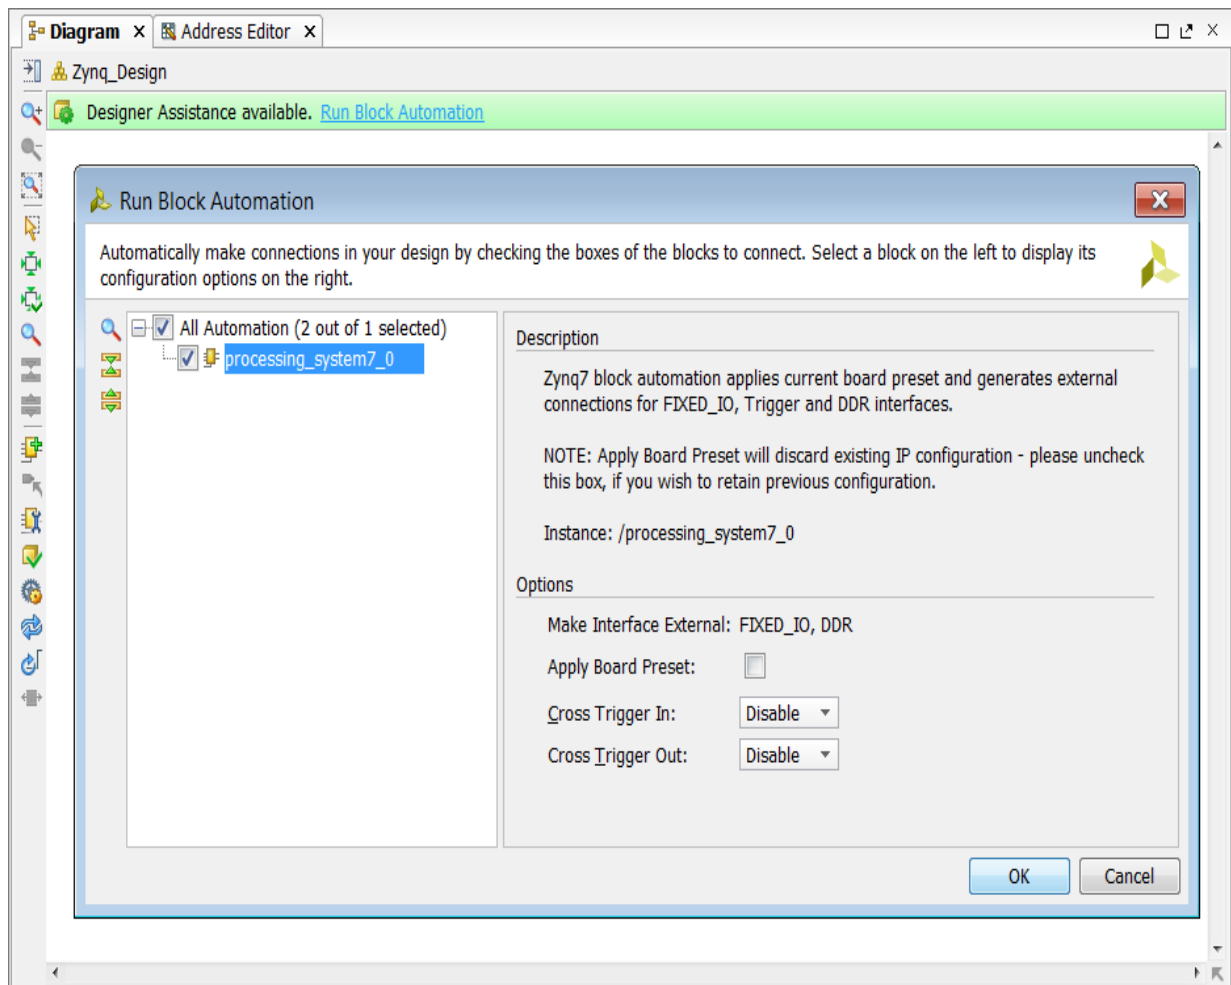 Diagram X Address Editor X
Zynq_Design
Designer Assistance available. Run Block Automation
Run Block Automation
Automatically make connections in your design by checking the boxes of the blocks to connect. Select a block on the left to display its
configuration options on the right.
All Automation (2 out of 1 selected)
processing_system7_0
Description
Zynq7 block automation applies current board preset and generates external
connections for FIXED_IO, Trigger and DDR interfaces.
NOTE: Apply Board Preset will discard existing IP configuration - please uncheck
this box, if you wish to retain previous configuration.
Instance: /processing_system7_0
Options
Make Interface External: FIXED_IO, DDR
Apply Board Preset:
Cross Trigger In: Disable
Cross Trigger Out: Disable
OK Cancel